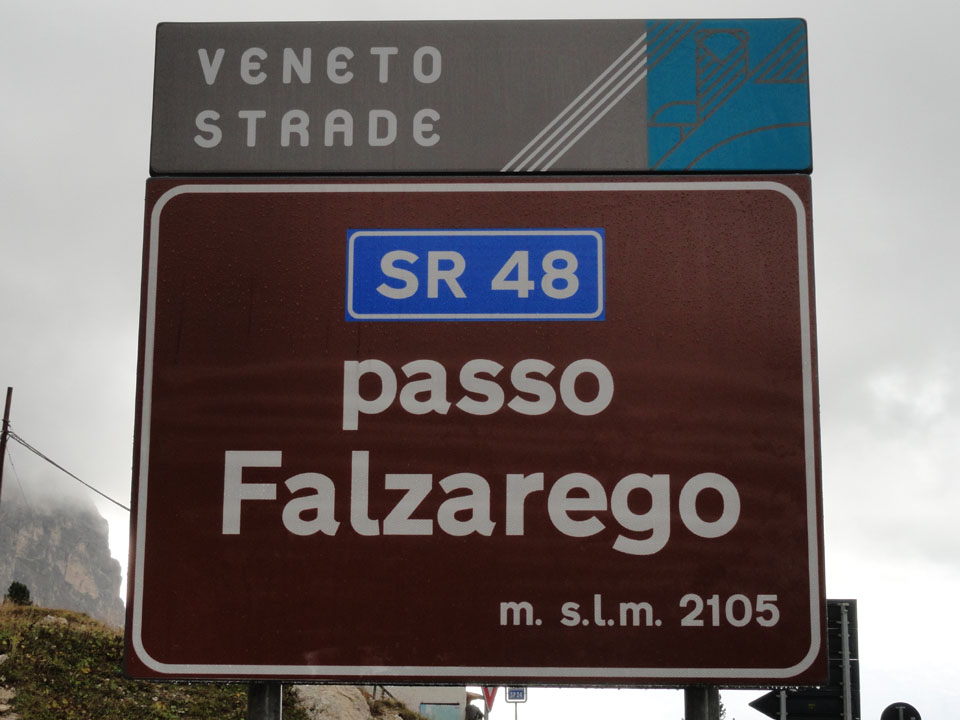 VENETO
STRADE
SR 48
passo
Falzarego
m. s.l.m. 2105